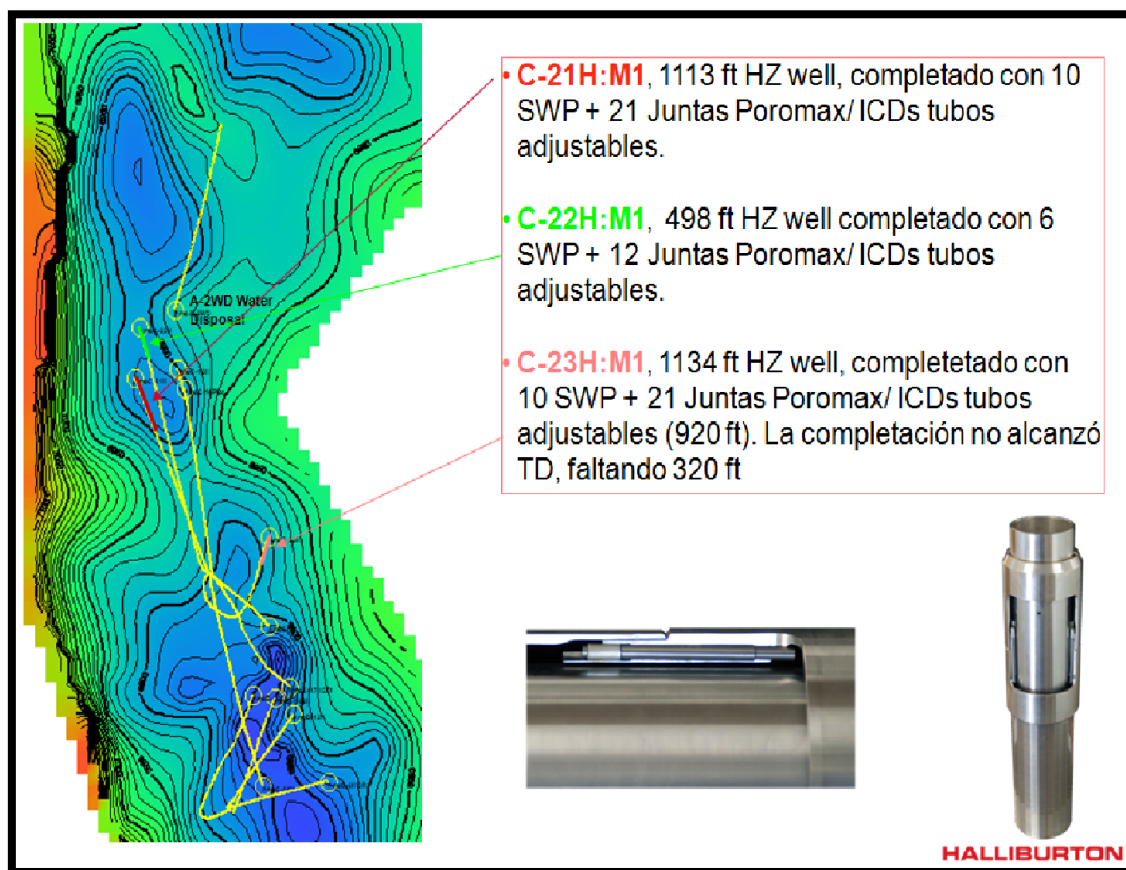 • C-21H:M1, 1113 ft HZ well, completado con 10
SWP + 21 Juntas Poromax/ ICDs tubos
adjustables.
• C-22H:M1, 498 ft HZ well completado con 6
SWP + 12 Juntas Poromax/ ICDs tubos
adjustables.
• C-23H:M1, 1134 ft HZ well, completetado con
10 SWP + 21 Juntas Poromax/ ICDs tubos
adjustables (920 ft). La completación no alcanzó
TD, faltando 320 ft
A-2WD Water
Disposal
HALLIBURTON